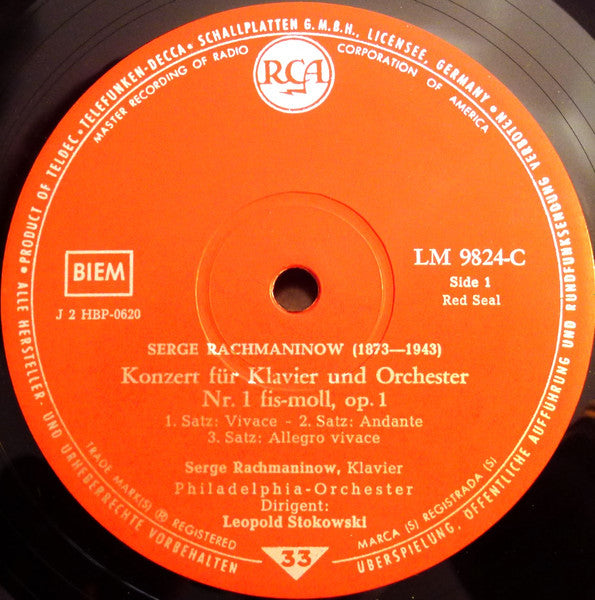 • PRODUCT OF TELDEC • TELEFUNKEN-DECCA • SCHALLPLATTEN G.M.B.H., LICENSEE, GERMANY •
MASTER RECORDING OF RADIO CORPORATION OF AMERICA
RCA
BIEM
J 2 HBP-0620
LM 9824-C
Side 1
Red Seal
SERGE RACHMANINOW (1873—1943)
Konzert für Klavier und Orchester
Nr. 1 fis-moll, op. 1
1. Satz: Vivace - 2. Satz: Andante
3. Satz: Allegro vivace
Serge Rachmaninow, Klavier
Philadelphia-Orchester
Dirigent:
Leopold Stokowski
TRADE MARK(S) ® REGISTERED
33
MARCA (S) REGISTRADA (S)
ALLE HERSTELLER- UND URHEBERRECHTE VORBEHALTEN
ÜBERSPIELUNG, ÖFFENTLICHE AUFFÜHRUNG UND RUNDFUNKSENDUNG VERBOTEN